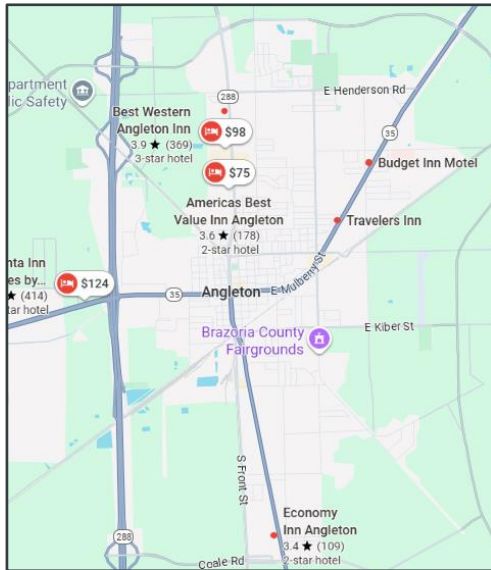 partment
lic Safety
288
E Henderson Rd
Best Western
Angleton Inn
3.9 ★ (369)
3-star hotel
$98
35
Budget Inn Motel
$75
Americas Best
Value Inn Angleton
3.6 ★ (178)
2-star hotel
Travelers Inn
nta Inn
es by...
★ (414)
tar hotel
$124
35
Angleton
E Mulberry St
Brazoria County
Fairgrounds
E Kiber St
S Front St
Economy
Inn Angleton
3.4 ★ (109)
2-star hotel
288
Coale Rd